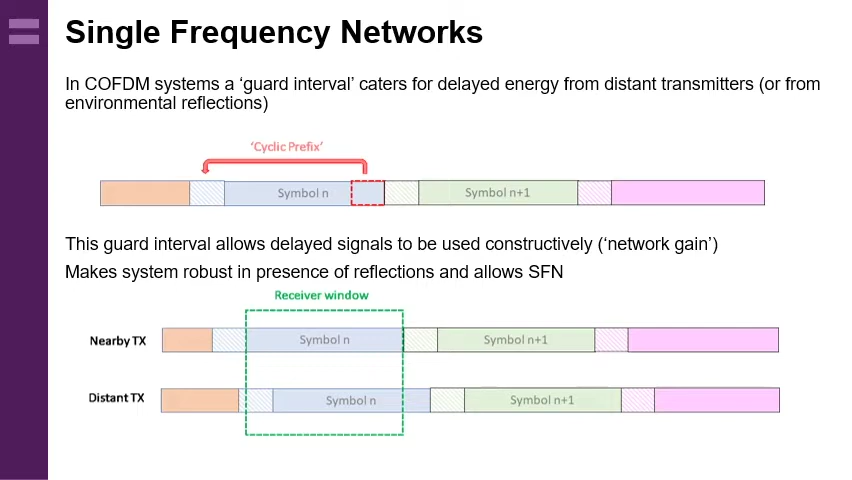 Single Frequency Networks
In COFDM systems a ‘guard interval’ caters for delayed energy from distant transmitters (or from
environmental reflections)
‘Cyclic Prefix’
Symbol n
Symbol n+1
This guard interval allows delayed signals to be used constructively (‘network gain’)
Makes system robust in presence of reflections and allows SFN
Receiver window
Nearby TX
Symbol n
Symbol n+1
Distant TX
Symbol n
Symbol n+1